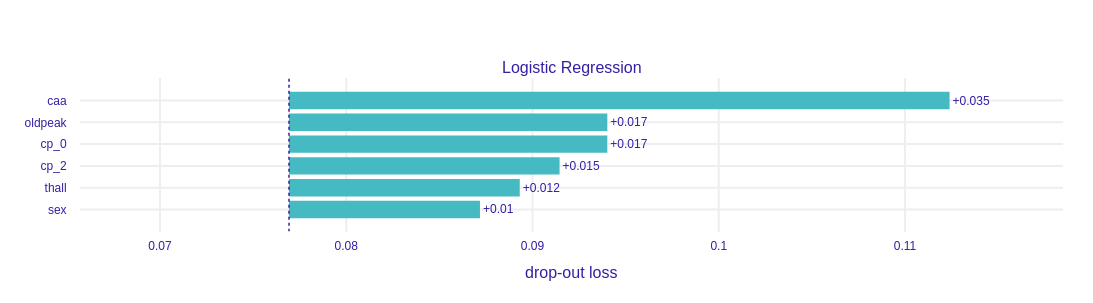 Logistic Regression
caa +0.035
oldpeak +0.017
cp_0 +0.017
cp_2 +0.015
thall +0.012
sex +0.01
0.07 0.08 0.09 0.1 0.11
drop-out loss